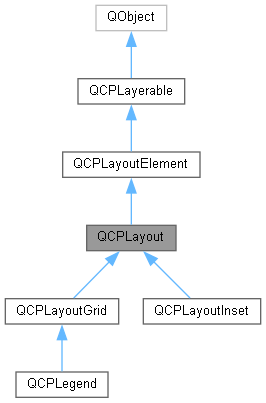 QObject
QCPLayerable
QCPLayoutElement
QCPLayout
QCPLayoutGrid
QCPLayoutInset
QCPLegend